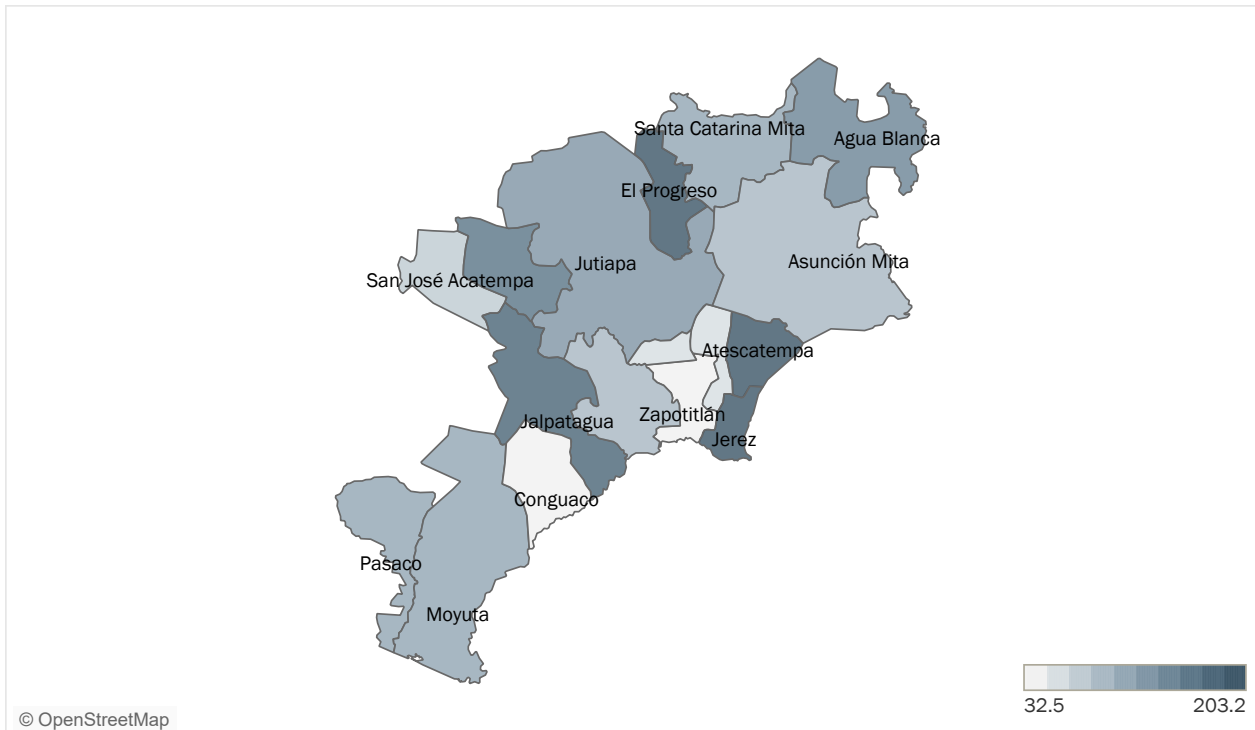 Santa Catarina Mita
Agua Blanca
El Progreso
Asunción Mita
Jutiapa
San José Acatempa
Atescatempa
Zapotitlán
Jalpatagua
Jerez
Conguaco
Pasaco
Moyuta
32.5 203.2
© OpenStreetMap